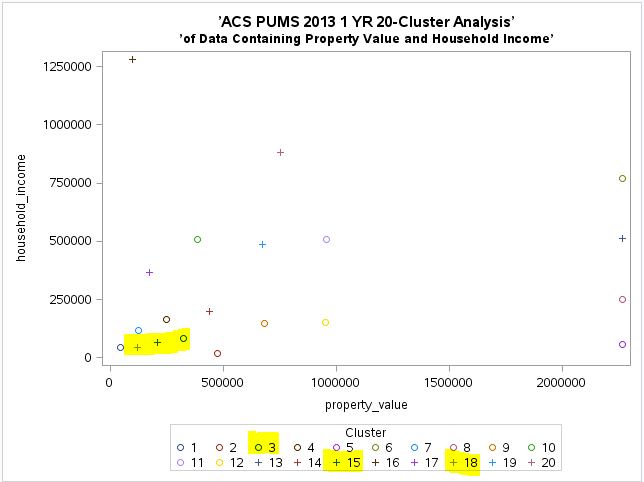 'ACS PUMS 2013 1 YR 20-Cluster Analysis'
'of Data Containing Property Value and Household Income'
household_income
1250000
1000000
750000
500000
250000
0
0 500000 1000000 1500000 2000000
property_value
Cluster
1 2 3 4 5 6 7 8 9 10
11 12 13 14 15 16 17 18 19 20